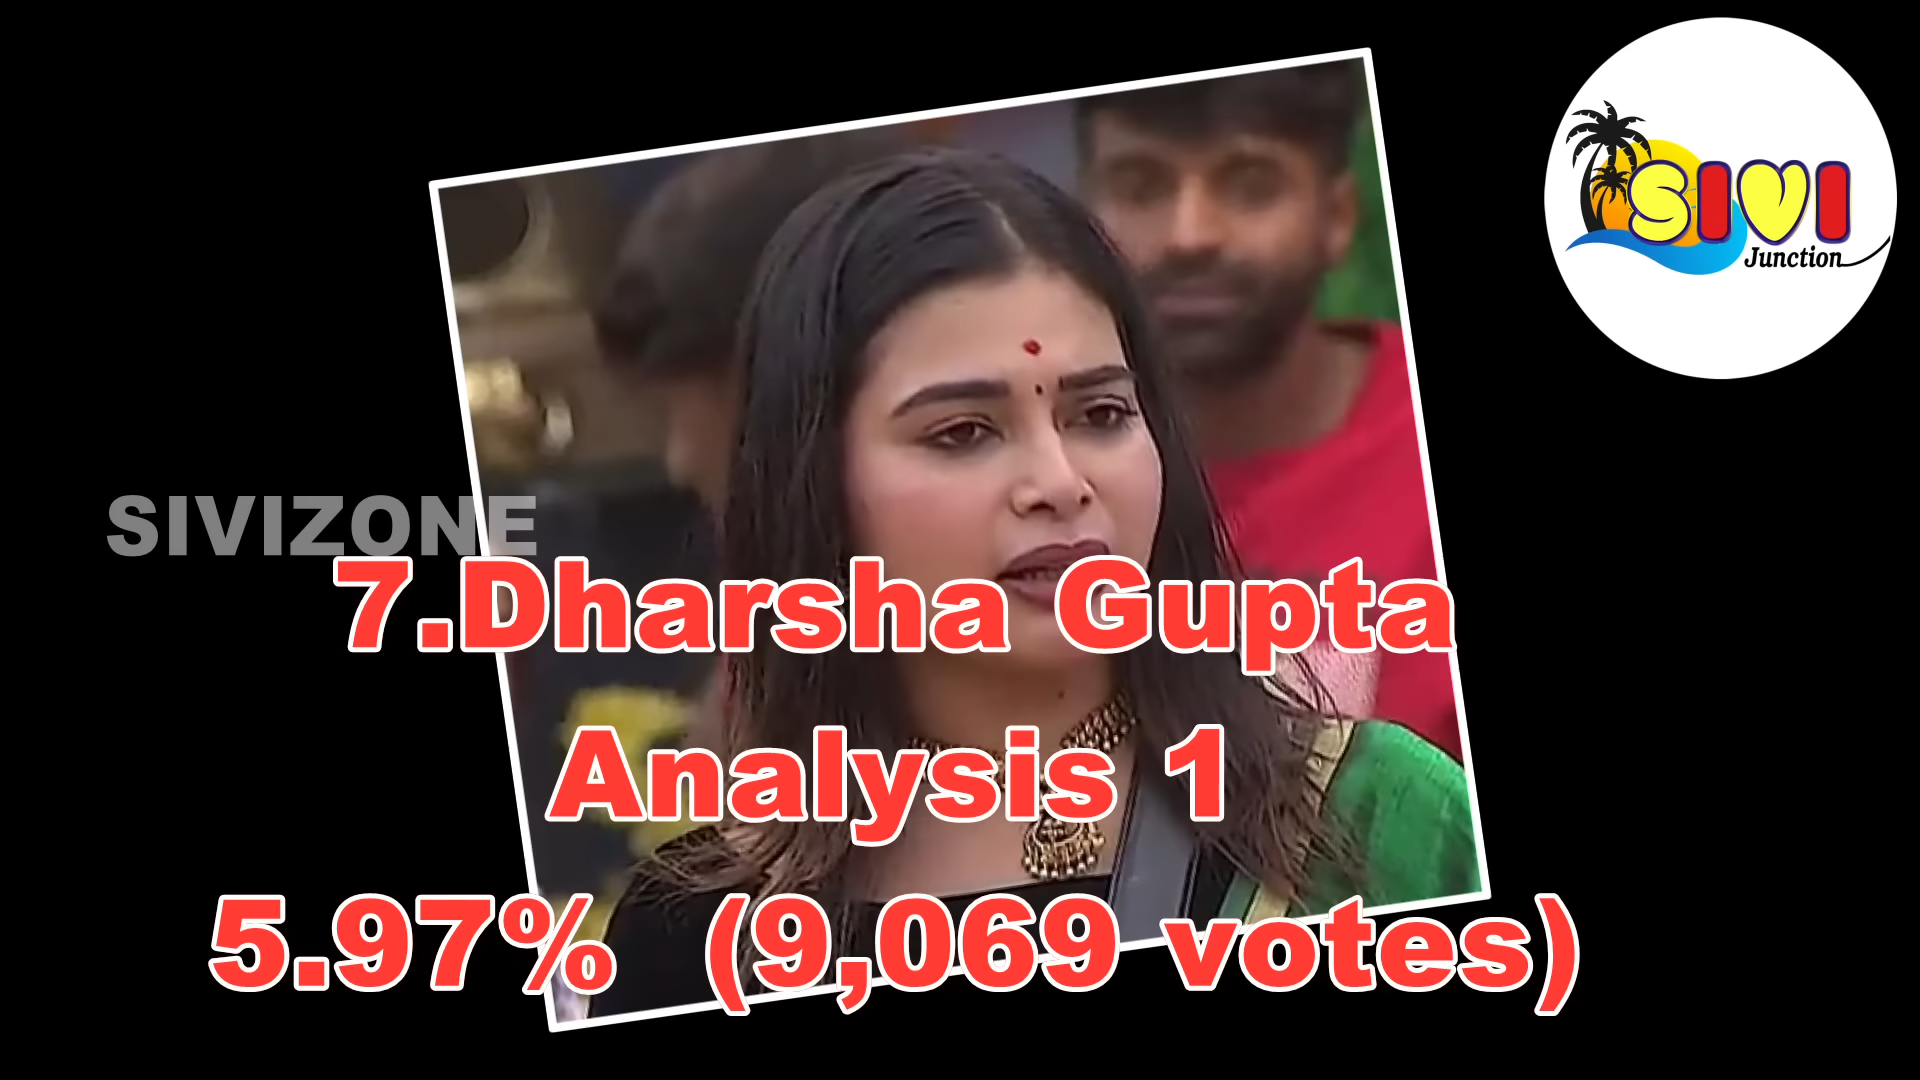 SIVI
Junction
SIVIZONE
7.Dharsha Gupta
Analysis 1
5.97% (9,069 votes)